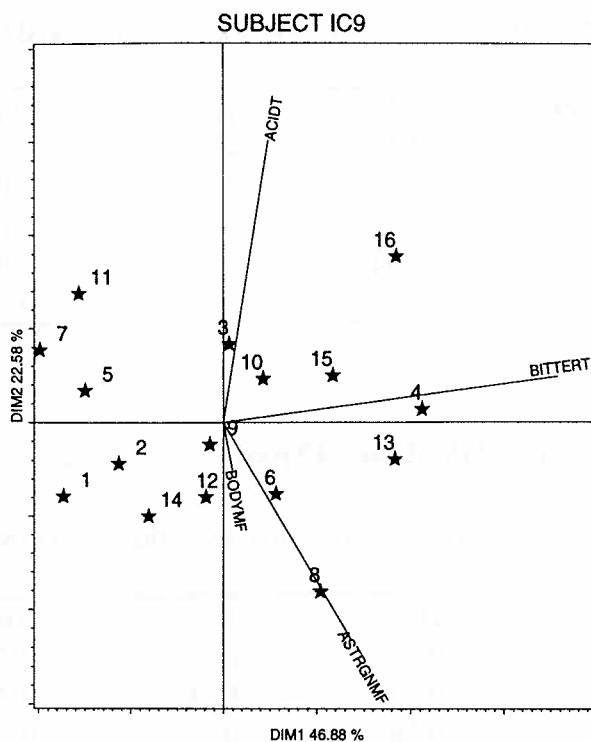 SUBJECT IC9
ACIDT
16
11
3
7
10
15
BITTERT
5
4
DIM2 22.58 %
9
2
13
1
12
6
14
BODYMF
8
ASTRGNMF
DIM1 46.88 %